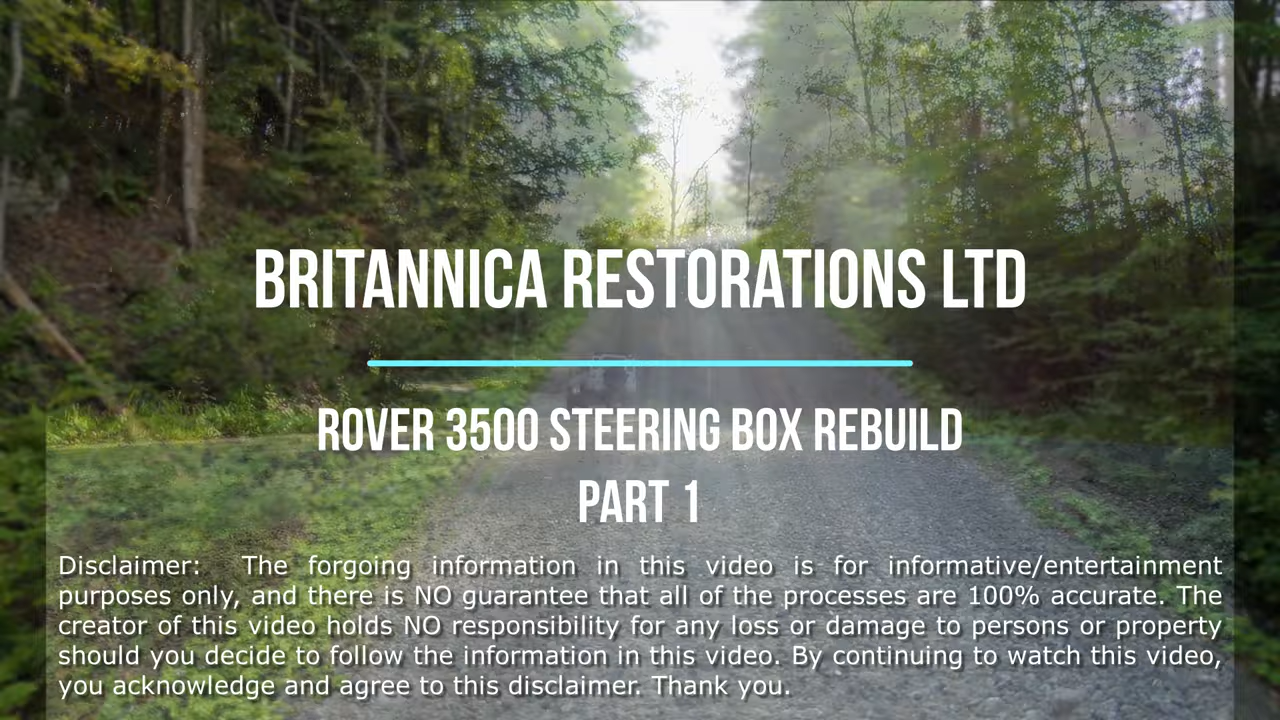 BRITANNICA RESTORATIONS LTD
ROVER 3500 STEERING BOX REBUILD
PART 1
Disclaimer: The forgoing information in this video is for informative/entertainment
purposes only, and there is NO guarantee that all of the processes are 100% accurate. The
creator of this video holds NO responsibility for any loss or damage to persons or property
should you decide to follow the information in this video. By continuing to watch this video,
you acknowledge and agree to this disclaimer. Thank you.